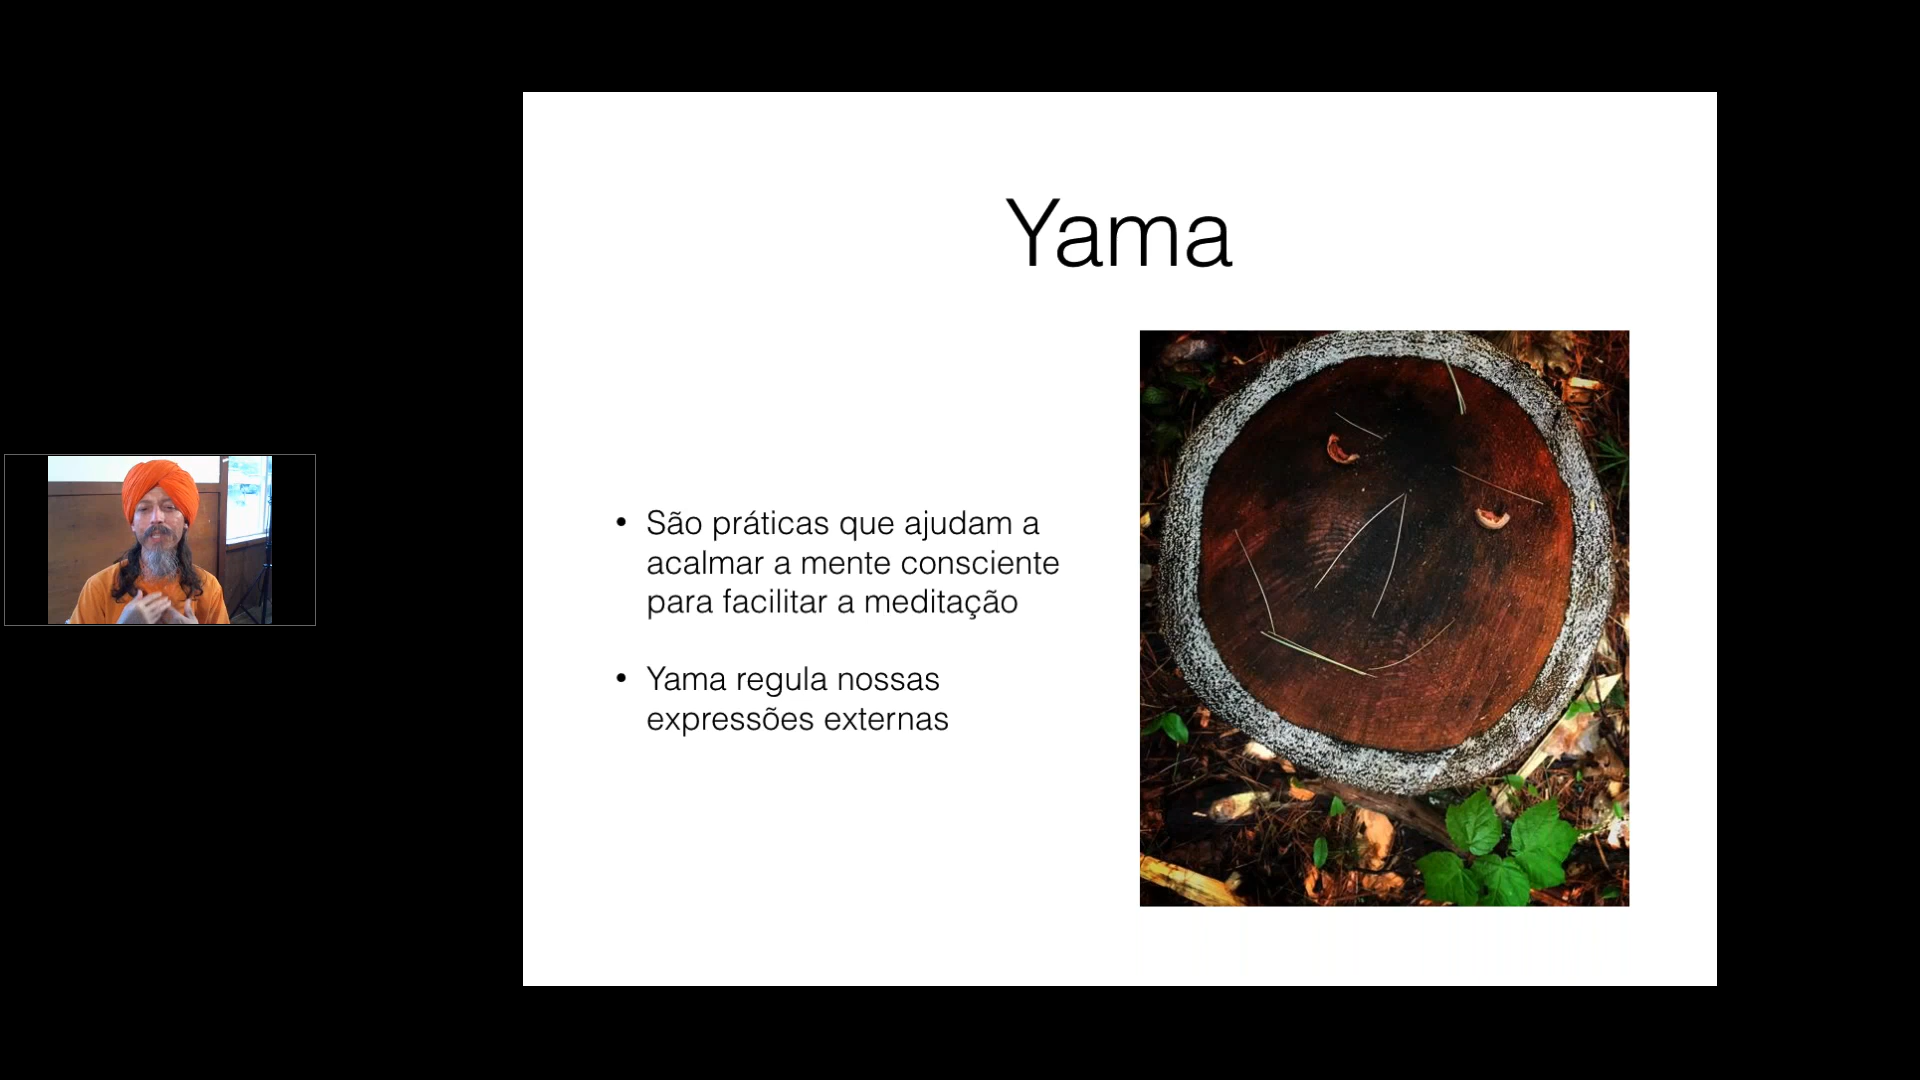 Yama
• São práticas que ajudam a
acalmar a mente consciente
para facilitar a meditação
• Yama regula nossas
expressões externas